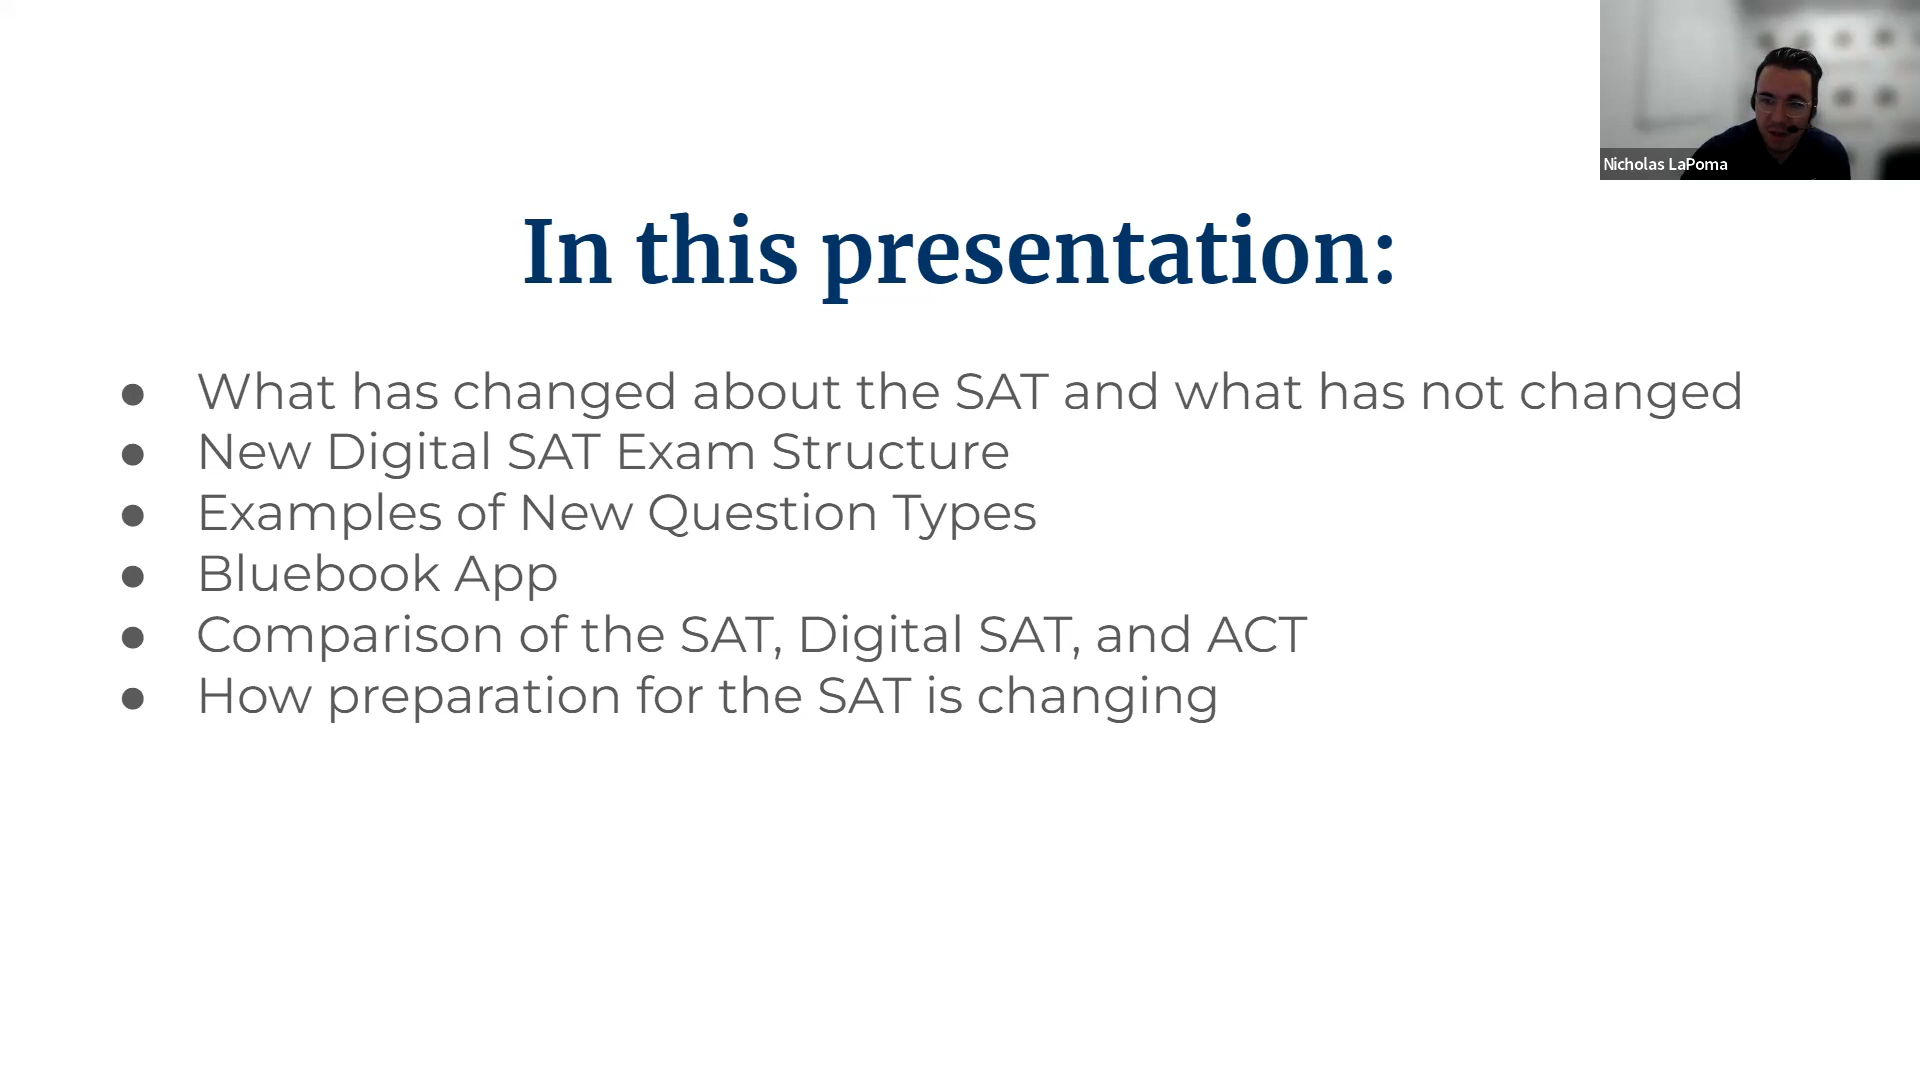 Nicholas LaPoma
In this presentation:
● What has changed about the SAT and what has not changed
● New Digital SAT Exam Structure
● Examples of New Question Types
● Bluebook App
● Comparison of the SAT, Digital SAT, and ACT
● How preparation for the SAT is changing